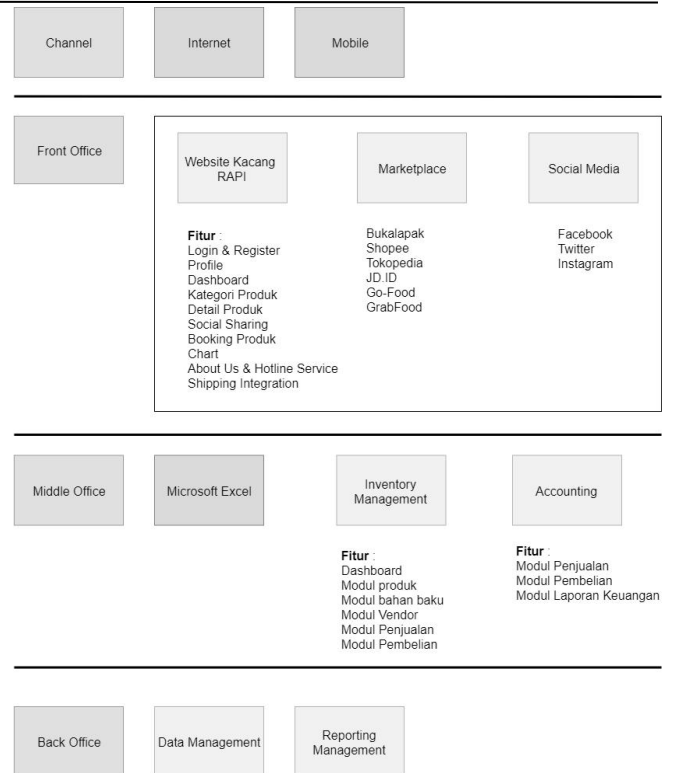 Channel
Internet
Mobile
Front Office
Website Kacang
RAPI
Marketplace
Social Media
Fitur :
Login & Register
Profile
Dashboard
Kategori Produk
Detail Produk
Social Sharing
Booking Produk
Chart
About Us & Hotline Service
Shipping Integration
Bukalapak
Shopee
Tokopedia
JD.ID
Go-Food
GrabFood
Facebook
Twitter
Instagram
Middle Office
Microsoft Excel
Inventory
Management
Accounting
Fitur :
Dashboard
Modul produk
Modul bahan baku
Modul Vendor
Modul Penjualan
Modul Pembelian
Fitur :
Modul Penjualan
Modul Pembelian
Modul Laporan Keuangan
Back Office
Data Management
Reporting
Management